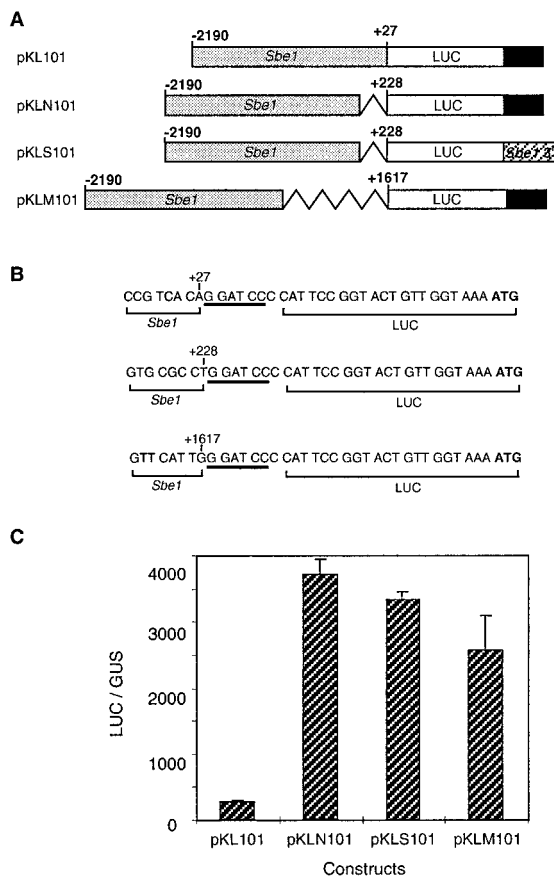 A
-2190 +27
pKL101 Sbe1 LUC
-2190 +228
pKLN101 Sbe1 LUC
-2190 +228
pKLS101 Sbe1 LUC Sbe1 3'
-2190 +1617
pKLM101 Sbe1 LUC
B
+27
CCG TCA CAG GAT CCC CAT TCC GGT ACT GTT GGT AAA ATG
Sbe1 LUC
+228
GTG CGC CTG GAT CCC CAT TCC GGT ACT GTT GGT AAA ATG
Sbe1 LUC
+1617
GTT CAT TGG GAT CCC CAT TCC GGT ACT GTT GGT AAA ATG
Sbe1 LUC
C
4000
3000
2000
1000
0
LUC / GUS
pKL101 pKLN101 pKLS101 pKLM101
Constructs